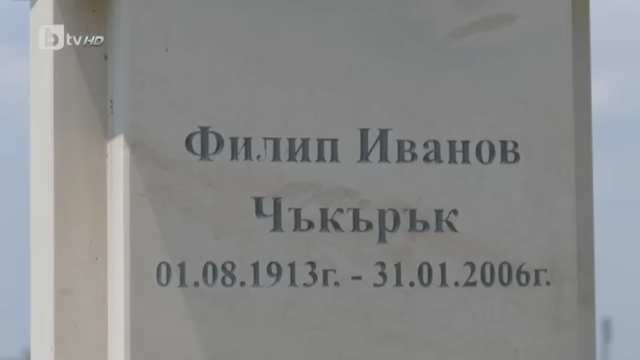 btv HD
Филип Иванов
Чъкърък
01.08.1913г. - 31.01.2006г.